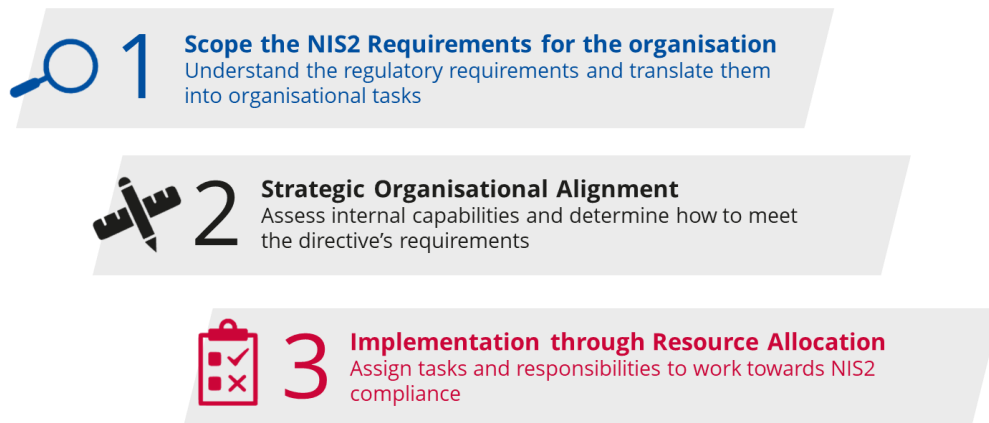 1
Scope the NIS2 Requirements for the organisation
Understand the regulatory requirements and translate them
into organisational tasks
2
Strategic Organisational Alignment
Assess internal capabilities and determine how to meet
the directive’s requirements
3
Implementation through Resource Allocation
Assign tasks and responsibilities to work towards NIS2
compliance